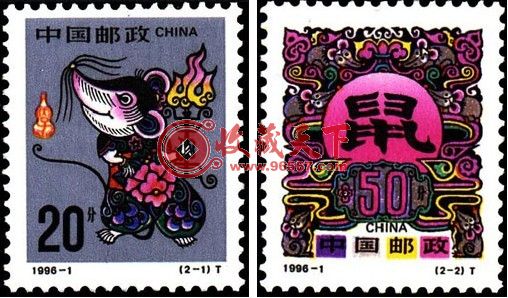 中国邮政 CHINA
20分
1996-1 (2-1) T
鼠
50分
CHINA
中国邮政
1996-1 (2-2) T
收藏天下
www.96567.com